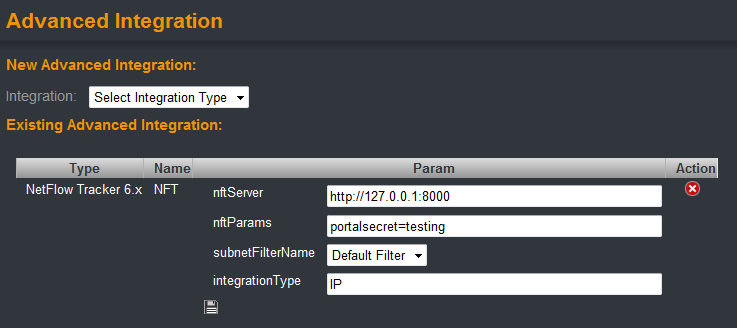 Advanced Integration
New Advanced Integration:
Integration: Select Integration Type
Existing Advanced Integration:
Type Name Param Action
NetFlow Tracker 6.x NFT nftServer http://127.0.0.1:8000
nftParams portalsecret=testing
subnetFilterName Default Filter
integrationType IP